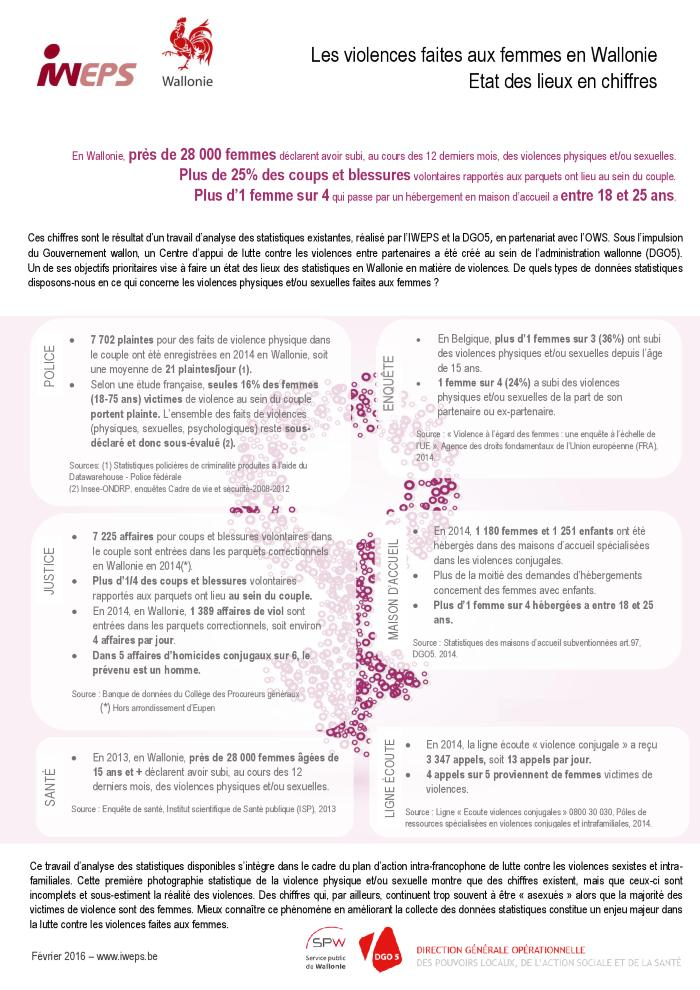 iWEPS
Wallonie
Les violences faites aux femmes en Wallonie
Etat des lieux en chiffres
En Wallonie, près de 28 000 femmes déclarent avoir subi, au cours des 12 derniers mois, des violences physiques et/ou sexuelles.
Plus de 25% des coups et blessures volontaires rapportés aux parquets ont lieu au sein du couple.
Plus d'1 femme sur 4 qui passe par un hébergement en maison d'accueil a entre 18 et 25 ans.
Ces chiffres sont le résultat d'un travail d'analyse des statistiques existantes, réalisé par l'IWEPS et la DGO5, en partenariat avec l'OWS. Sous l'impulsion
du Gouvernement wallon, un Centre d'appui de lutte contre les violences entre partenaires a été créé au sein de l'administration wallonne (DGO5).
Un de ses objectifs prioritaires vise à faire un état des lieux des statistiques en Wallonie en matière de violences. De quels types de données statistiques
disposons-nous en ce qui concerne les violences physiques et/ou sexuelles faites aux femmes ?
POLICE
• 7 702 plaintes pour des faits de violence physique dans
le couple ont été enregistrées en 2014 en Wallonie, soit
une moyenne de 21 plaintes/jour (1).
• Selon une étude française, seules 16% des femmes
(18-75 ans) victimes de violence au sein du couple
portent plainte. L'ensemble des faits de violences
(physiques, sexuelles, psychologiques) reste sous-
déclaré et donc sous-évalué (2).
Sources: (1) Statistiques policières de criminalité produites à l'aide du
Datawarehouse - Police fédérale
(2) Insee-ONDRP, enquêtes Cadre de vie et sécurité-2008-2012
ENQUÊTE
• En Belgique, plus d'1 femmes sur 3 (36%) ont subi
des violences physiques et/ou sexuelles depuis l'âge
de 15 ans.
• 1 femme sur 4 (24%) a subi des violences
physiques et/ou sexuelles de la part de son
partenaire ou ex-partenaire.
Source : « Violence à l'égard des femmes : une enquête à l'échelle de
l'UE », Agence des droits fondamentaux de l'Union européenne (FRA),
2014.
JUSTICE
• 7 225 affaires pour coups et blessures volontaires dans
le couple sont entrées dans les parquets correctionnels
en Wallonie en 2014(*).
• Plus d'1/4 des coups et blessures volontaires
rapportés aux parquets ont lieu au sein du couple.
• En 2014, en Wallonie, 1 389 affaires de viol sont
entrées dans les parquets correctionnels, soit environ
4 affaires par jour.
• Dans 5 affaires d'homicides conjugaux sur 6, le
prévenu est un homme.
Source : Banque de données du Collège des Procureurs généraux
(*) Hors arrondissement d'Eupen
MAISON D'ACCUEIL
• En 2014, 1 180 femmes et 1 251 enfants ont été
hébergés dans des maisons d'accueil spécialisées
dans les violences conjugales.
• Plus de la moitié des demandes d'hébergements
concernent des femmes avec enfants.
• Plus d'1 femme sur 4 hébergées a entre 18 et 25
ans.
Source : Statistiques des maisons d'accueil subventionnées art.97,
DGO5. 2014.
SANTÉ
• En 2013, en Wallonie, près de 28 000 femmes âgées de
15 ans et + déclarent avoir subi, au cours des 12
derniers mois, des violences physiques et/ou sexuelles.
Source : Enquête de santé, Institut scientifique de Santé publique (ISP), 2013
LIGNE ÉCOUTE
• En 2014, la ligne écoute « violence conjugale » a reçu
3 347 appels, soit 13 appels par jour.
• 4 appels sur 5 proviennent de femmes victimes de
violences.
Source : Ligne « Ecoute violences conjugales » 0800 30 030, Pôles de
ressources spécialisées en violences conjugales et intrafamiliales, 2014.
Ce travail d'analyse des statistiques disponibles s'intègre dans le cadre du plan d'action intra-francophone de lutte contre les violences sexistes et intra-
familiales. Cette première photographie statistique de la violence physique et/ou sexuelle montre que des chiffres existent, mais que ceux-ci sont
incomplets et sous-estiment la réalité des violences. Des chiffres qui, par ailleurs, continuent trop souvent à être « asexués » alors que la majorité des
victimes de violence sont des femmes. Mieux connaître ce phénomène en améliorant la collecte des données statistiques constitue un enjeu majeur dans
la lutte contre les violences faites aux femmes.
Février 2016 – www.iweps.be
SPW
Service public
de Wallonie
DGO 5
DIRECTION GÉNÉRALE OPÉRATIONNELLE
DES POUVOIRS LOCAUX, DE L'ACTION SOCIALE ET DE LA SANTÉ